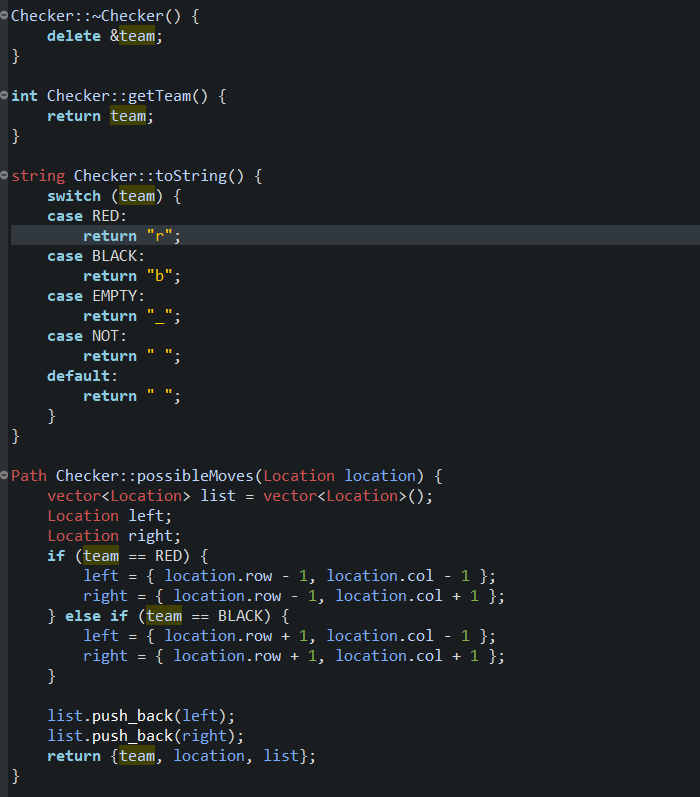 Checker::~Checker() {
    delete &team;
}

int Checker::getTeam() {
    return team;
}

string Checker::toString() {
    switch (team) {
    case RED:
        return "r";
    case BLACK:
        return "b";
    case EMPTY:
        return "_";
    case NOT:
        return " ";
    default:
        return " ";
    }
}

Path Checker::possibleMoves(Location location) {
    vector<Location> list = vector<Location>();
    Location left;
    Location right;
    if (team == RED) {
        left = { location.row - 1, location.col - 1 };
        right = { location.row - 1, location.col + 1 };
    } else if (team == BLACK) {
        left = { location.row + 1, location.col - 1 };
        right = { location.row + 1, location.col + 1 };
    }

    list.push_back(left);
    list.push_back(right);
    return {team, location, list};
}